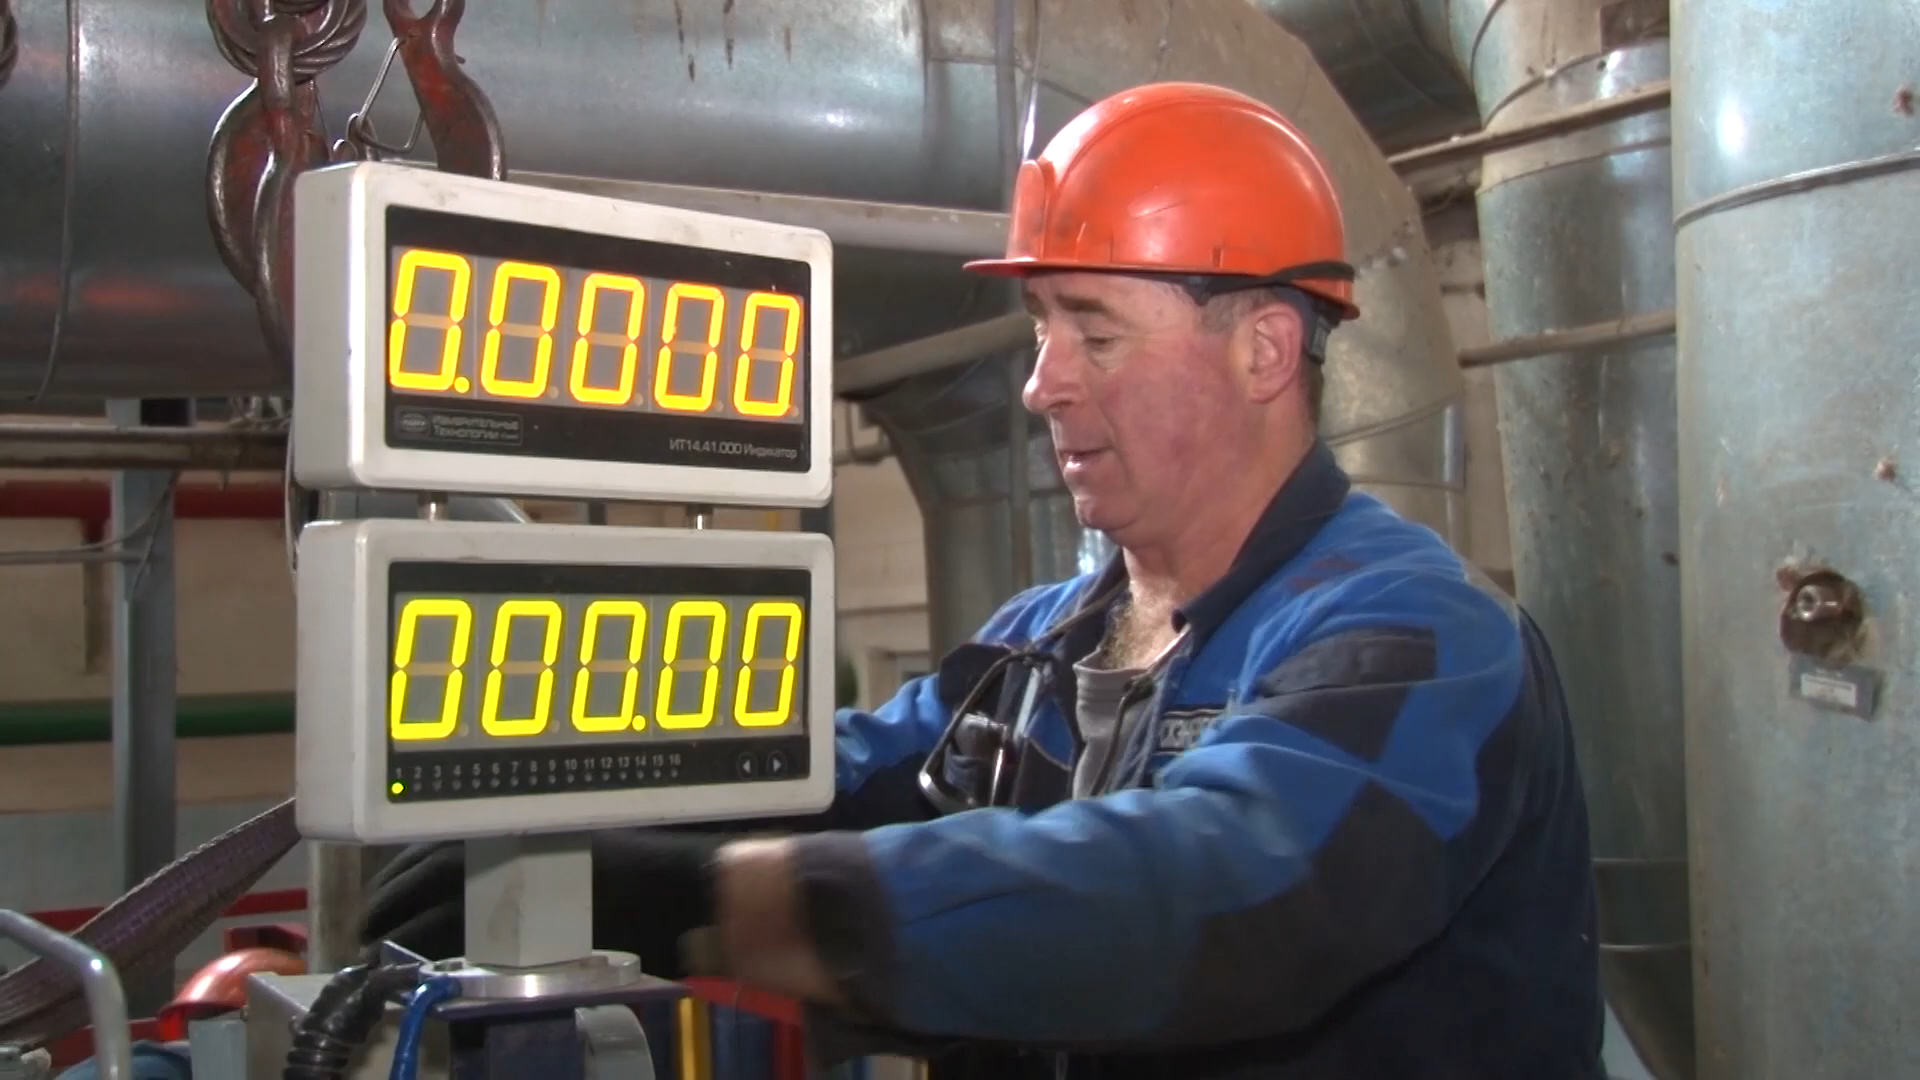 0.0000
Измерительные
Технологии
ИТ14.41.000 Индикатор
000.00
1 2 3 4 5 6 7 8 9 10 11 12 13 14 15 16